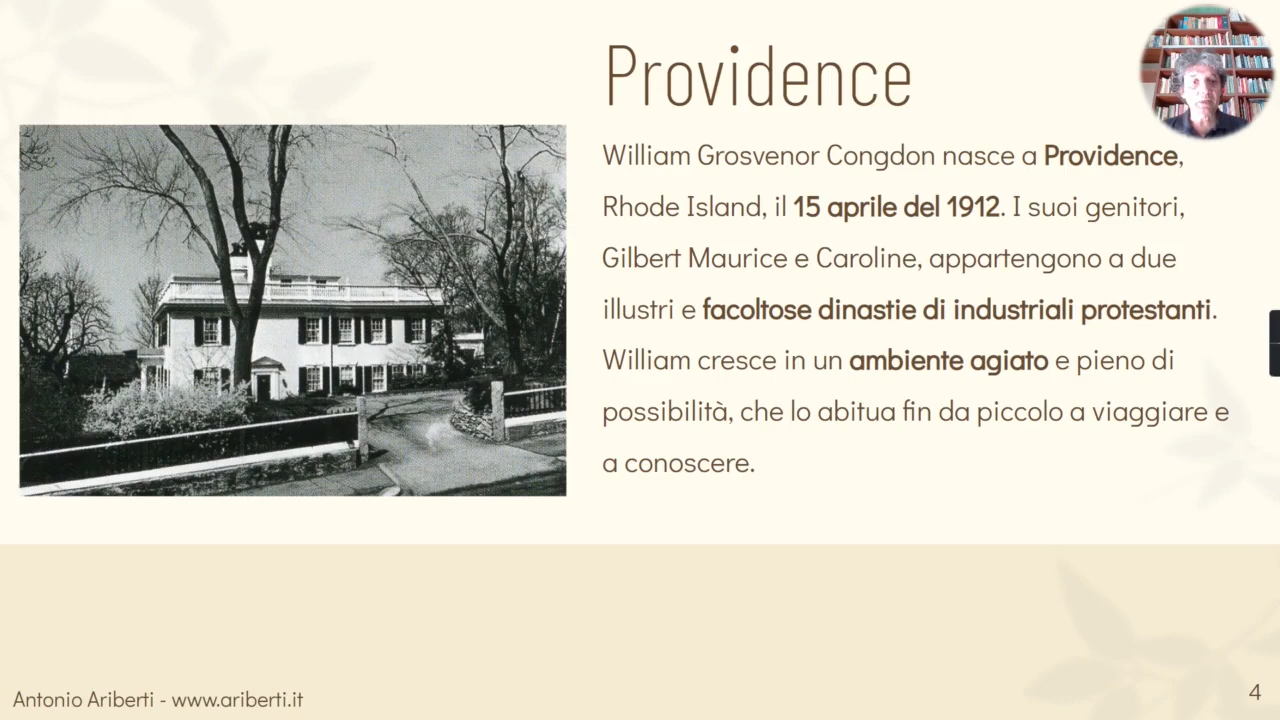 Providence
William Grosvenor Congdon nasce a Providence,
Rhode Island, il 15 aprile del 1912. I suoi genitori,
Gilbert Maurice e Caroline, appartengono a due
illustri e facoltose dinastie di industriali protestanti.
William cresce in un ambiente agiato e pieno di
possibilità, che lo abitua fin da piccolo a viaggiare e
a conoscere.
Antonio Ariberti - www.ariberti.it
4